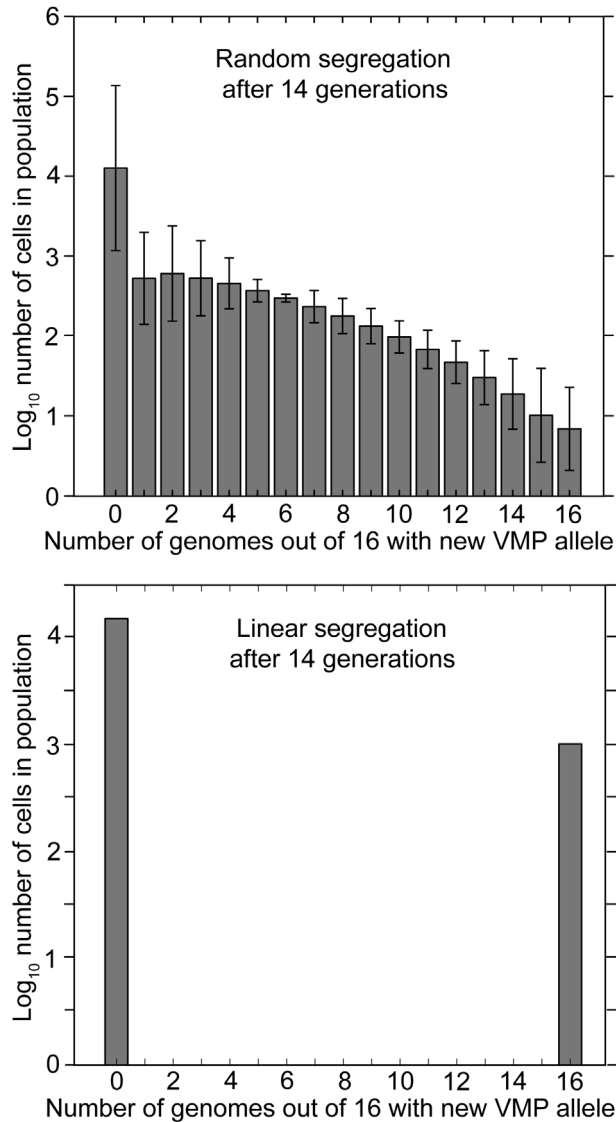 6
5
4
3
2
1
0
Log₁₀ number of cells in population
Random segregation
after 14 generations
0 2 4 6 8 10 12 14 16
Number of genomes out of 16 with new VMP allele
4
3
2
1
0
Log₁₀ number of cells in population
Linear segregation
after 14 generations
0 2 4 6 8 10 12 14 16
Number of genomes out of 16 with new VMP allele